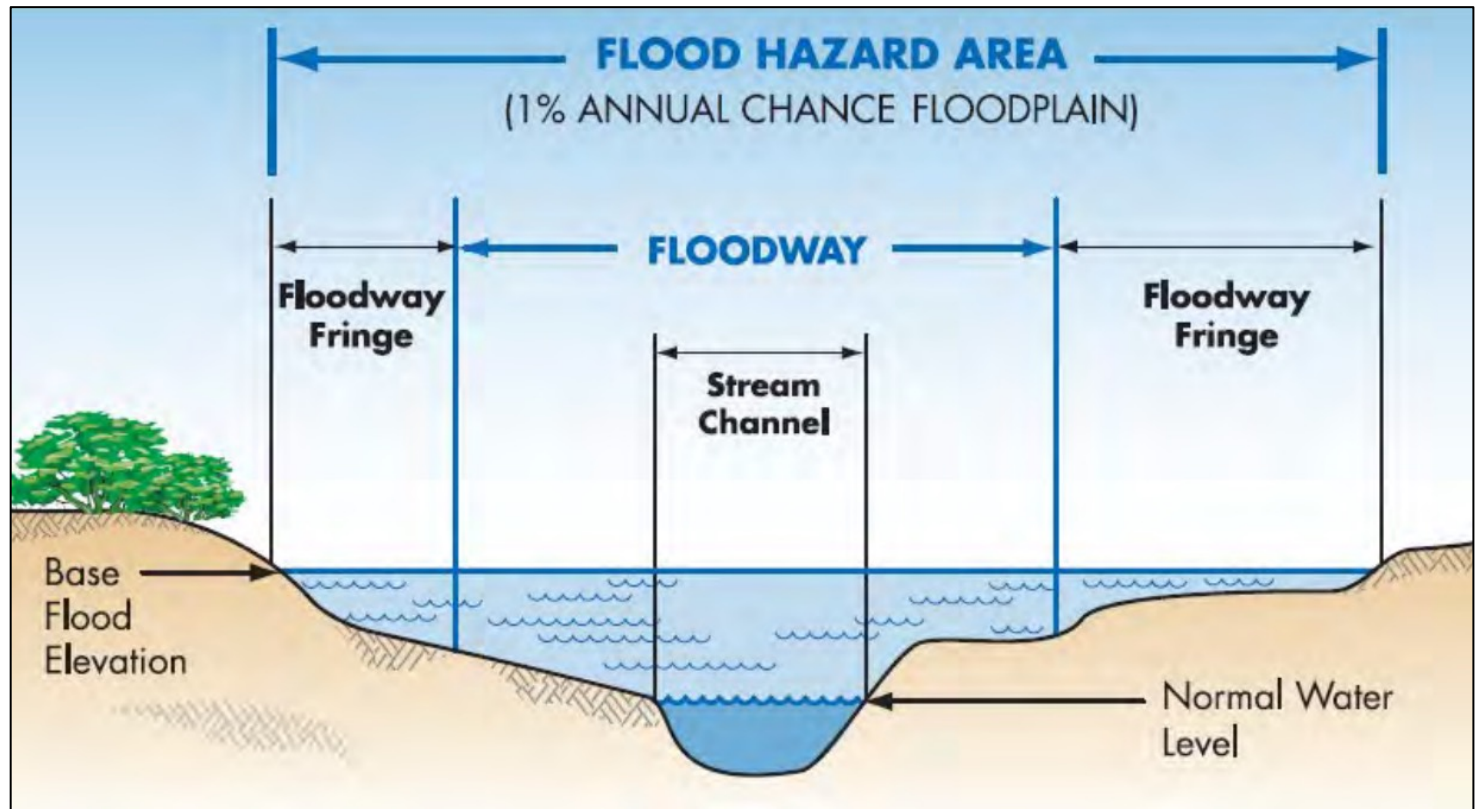 FLOOD HAZARD AREA
(1% ANNUAL CHANCE FLOODPLAIN)
FLOODWAY
Floodway
Fringe
Floodway
Fringe
Stream
Channel
Base
Flood
Elevation
Normal Water
Level